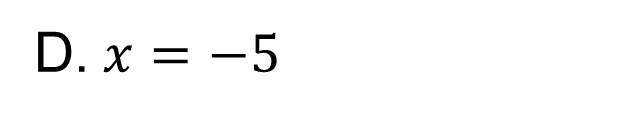 D. x = −5